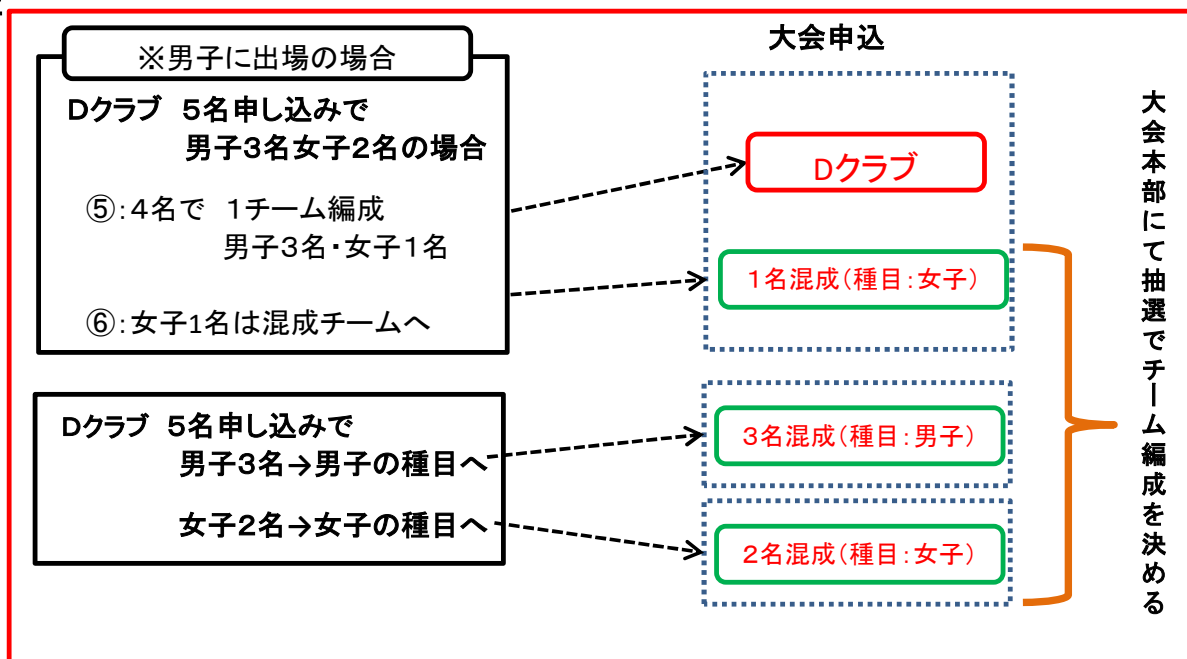 ※男子に出場の場合
Dクラブ 5名申し込みで
男子3名女子2名の場合
⑤:4名で 1チーム編成
男子3名・女子1名
⑥:女子1名は混成チームへ
Dクラブ 5名申し込みで
男子3名→男子の種目へ
女子2名→女子の種目へ
大会申込
Dクラブ
1名混成(種目:女子)
3名混成(種目:男子)
2名混成(種目:女子)
大会本部にて抽選でチーム編成を決める